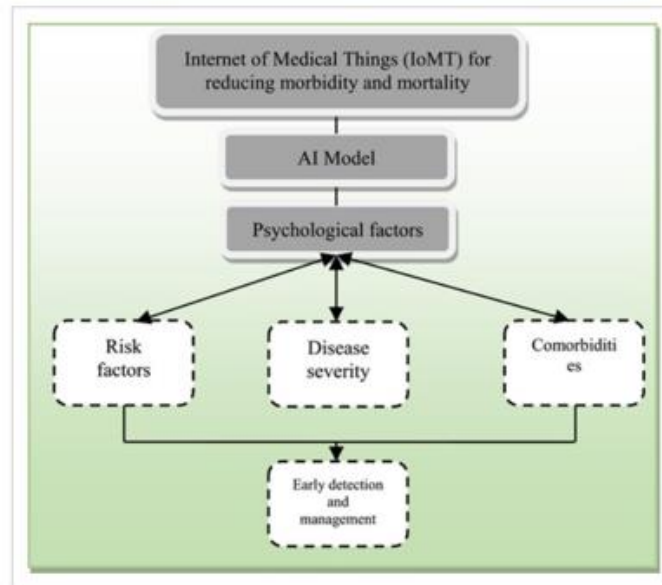 Internet of Medical Things (IoMT) for
reducing morbidity and mortality
AI Model
Psychological factors
Risk
factors
Disease
severity
Comorbiditi
es
Early detection
and
management